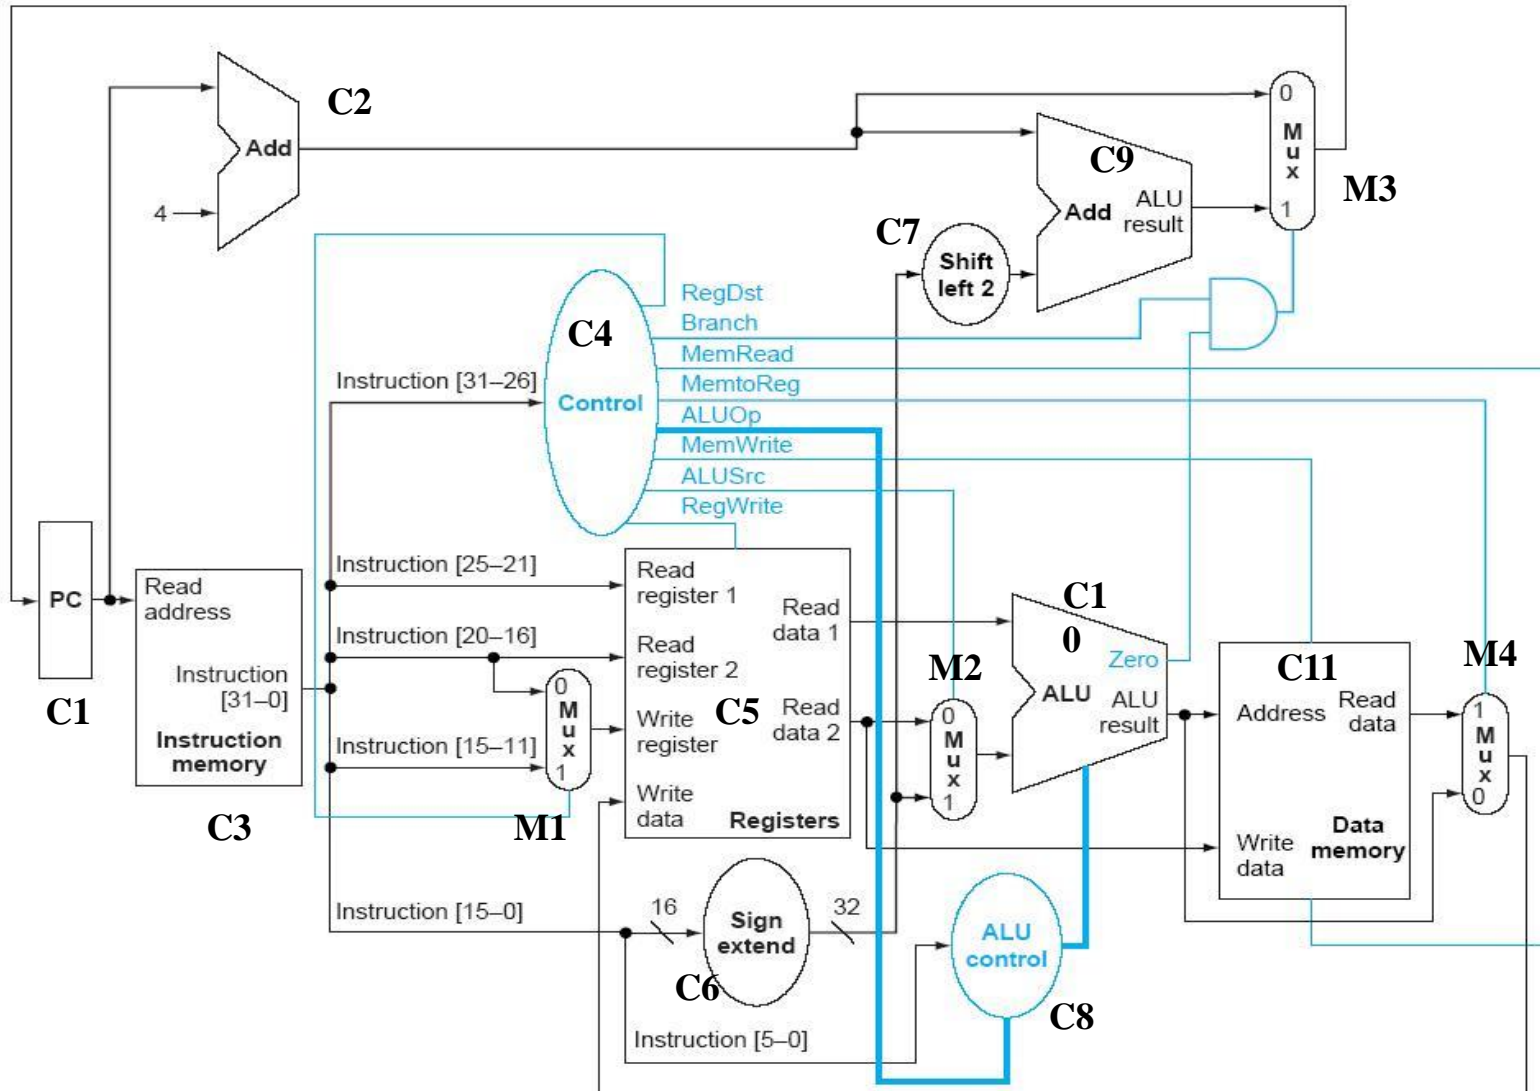 C2
0
M
u
x
1
M3
Add
4
C9
Add
ALU
result
C7
Shift
left 2
RegDst
Branch
MemRead
MemtoReg
ALUOp
MemWrite
ALUSrc
RegWrite
C4
Control
Instruction [31–26]
PC
C1
Read
address
Instruction
[31–0]
Instruction
memory
C3
Instruction [25–21]
Instruction [20–16]
Instruction [15–11]
0
M
u
x
1
M1
Read
register 1
Read
register 2
Write
register
Write
data
Read
data 1
C5
Read
data 2
Registers
M2
0
M
u
x
1
C1
0
Zero
ALU
ALU
result
C11
Address
Read
data
Write
data
Data
memory
M4
1
M
u
x
0
Instruction [15–0]
16
Sign
extend
32
C6
ALU
control
C8
Instruction [5–0]